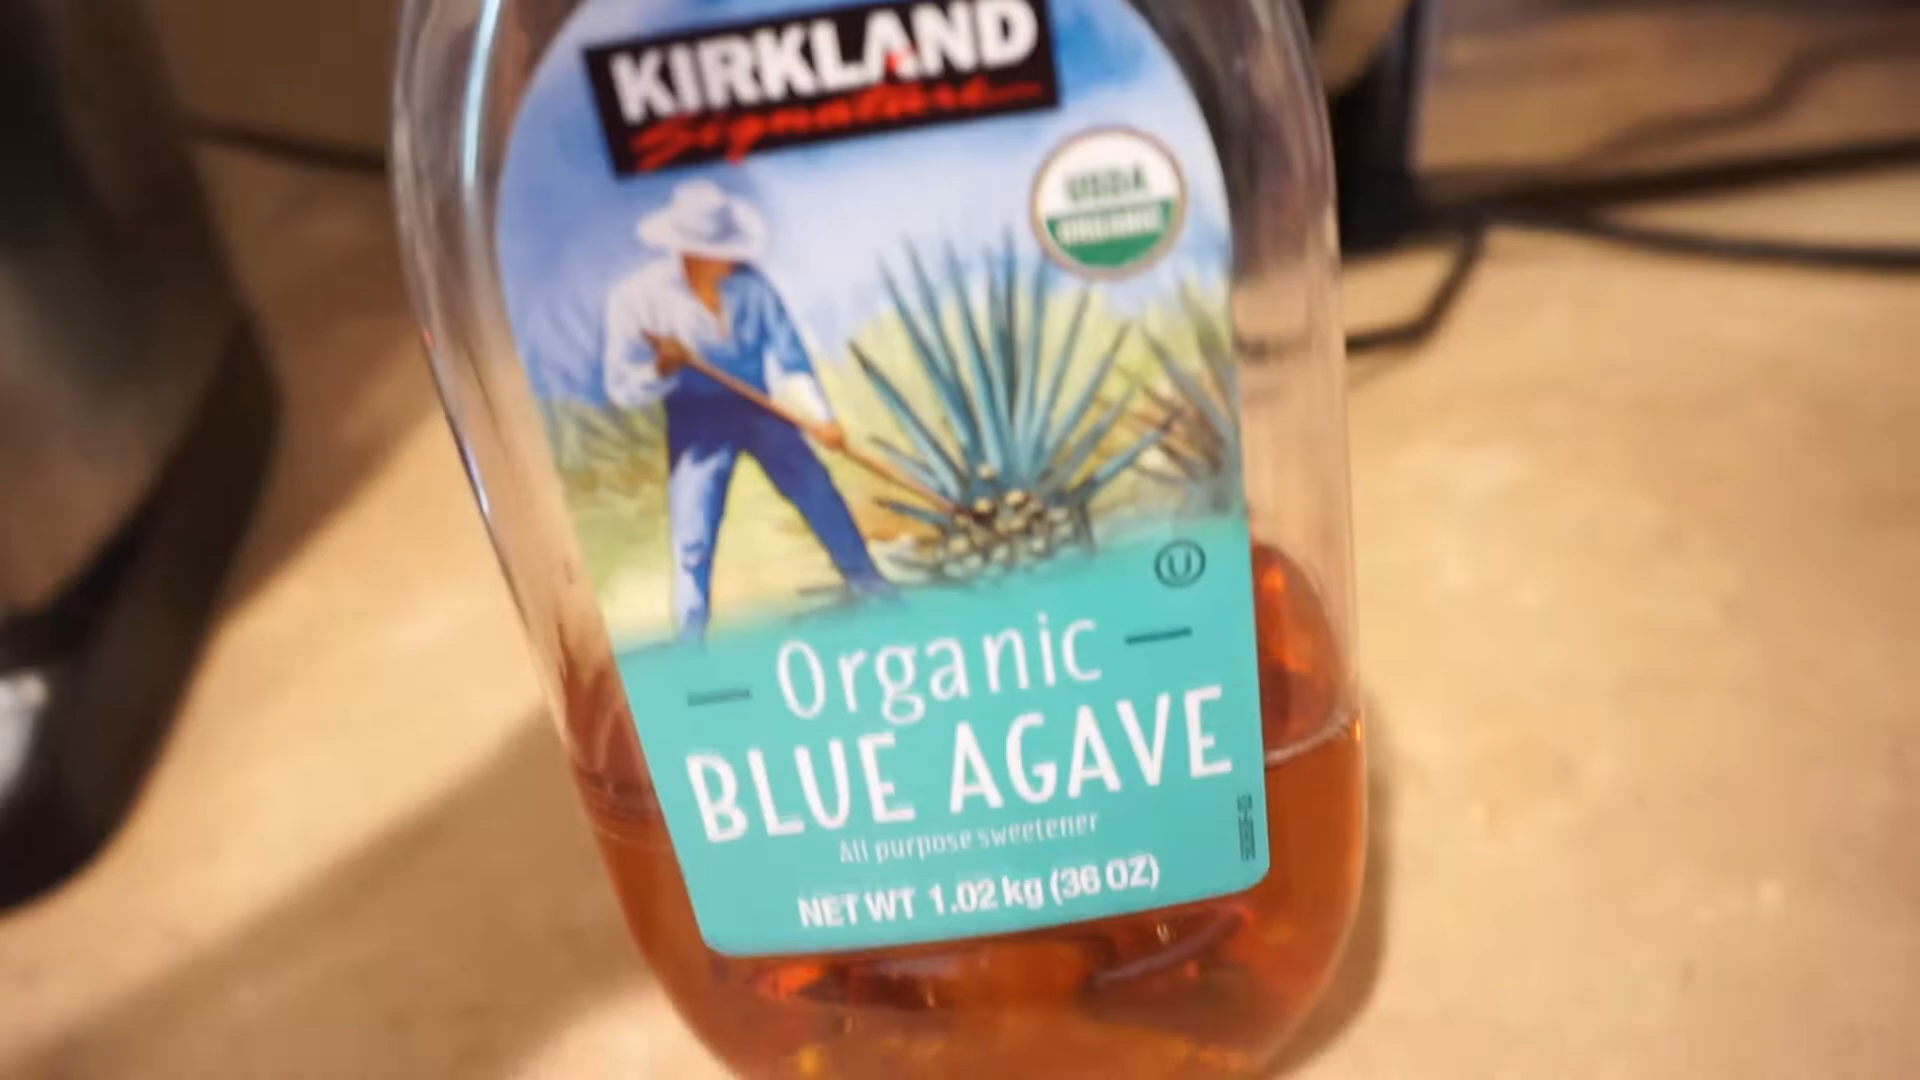 KIRKLAND
Signature
USDA
ORGANIC
U
Organic
BLUE AGAVE
All purpose sweetener
NET WT 1.02 kg (36 OZ)